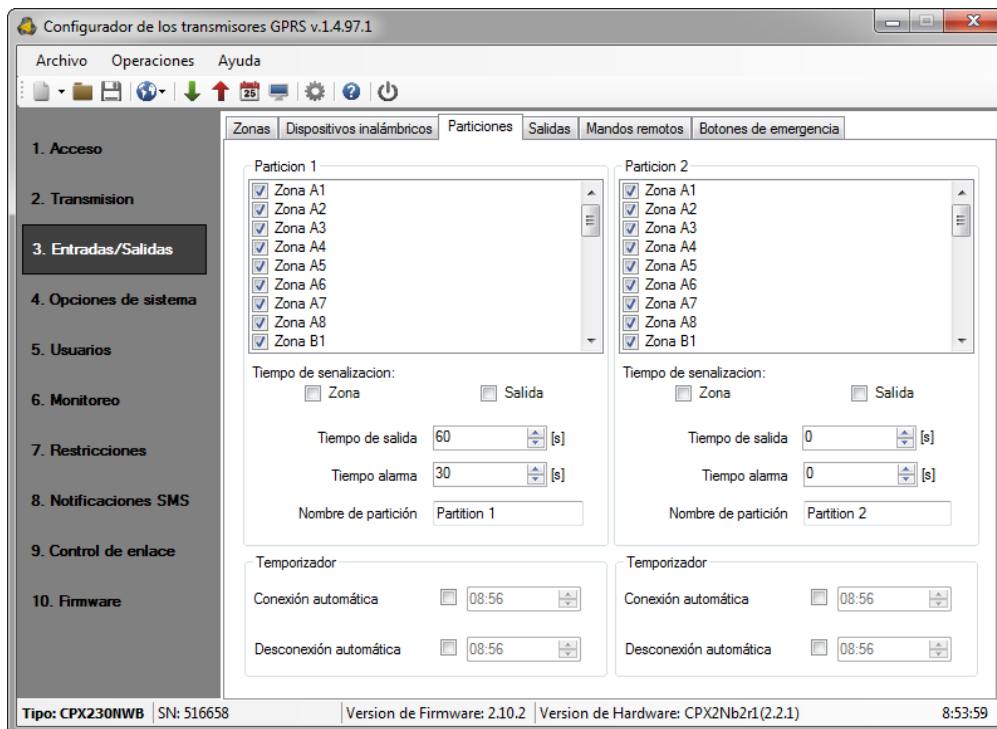 Configurador de los transmisores GPRS v.1.4.97.1
Archivo Operaciones Ayuda
25
1. Acceso
2. Transmision
3. Entradas/Salidas
4. Opciones de sistema
5. Usuarios
6. Monitoreo
7. Restricciones
8. Notificaciones SMS
9. Control de enlace
10. Firmware
Zonas Dispositivos inalámbricos Particiones Salidas Mandos remotos Botones de emergencia
Particion 1
Zona A1
Zona A2
Zona A3
Zona A4
Zona A5
Zona A6
Zona A7
Zona A8
Zona B1
Tiempo de senalizacion:
Zona Salida
Tiempo de salida 60 [s]
Tiempo alarma 30 [s]
Nombre de partición Partition 1
Temporizador
Conexión automática 08:56
Desconexión automática 08:56
Particion 2
Zona A1
Zona A2
Zona A3
Zona A4
Zona A5
Zona A6
Zona A7
Zona A8
Zona B1
Tiempo de senalizacion:
Zona Salida
Tiempo de salida 0 [s]
Tiempo alarma 0 [s]
Nombre de partición Partition 2
Temporizador
Conexión automática 08:56
Desconexión automática 08:56
Tipo: CPX230NWB SN: 516658 Version de Firmware: 2.10.2 Version de Hardware: CPX2Nb2r1(2.2.1) 8:53:59